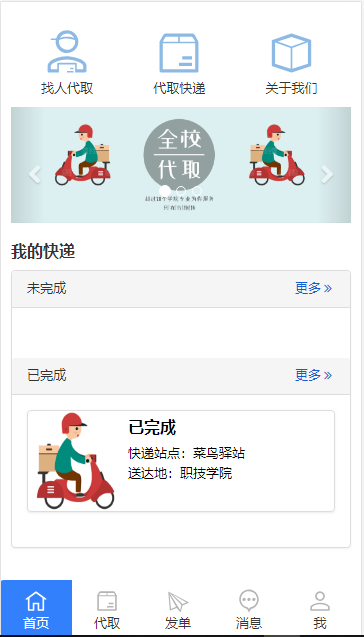 找人代取
代取快递
关于我们
全校
代取
我的快递
未完成
更多 »
已完成
更多 »
已完成
快递站点：菜鸟驿站
送达地：职技学院
首页
代取
发单
消息
我